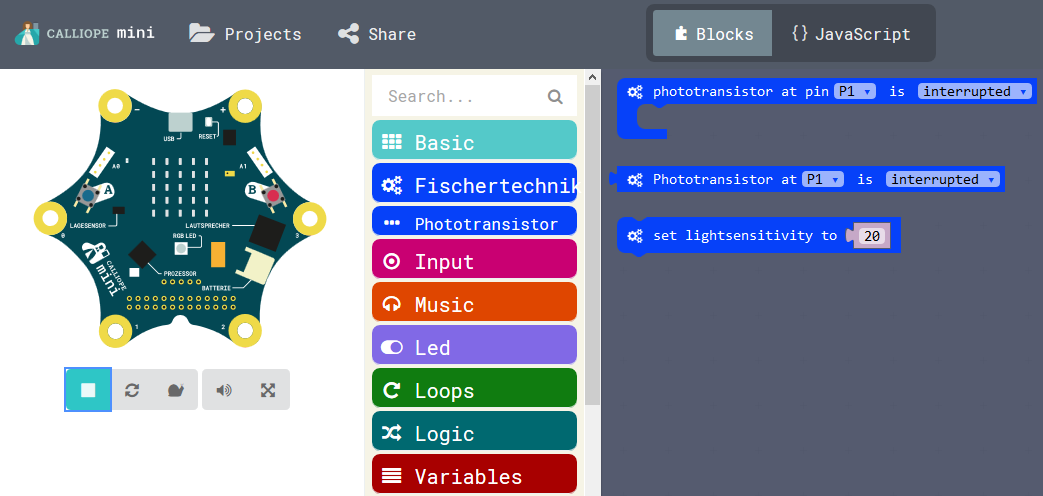 CALLIOPE mini
Projects
Share
Blocks
{} JavaScript
- +
USB
RESET
A0
A1
A
B
LAGESENSOR
LAUTSPRECHER
RGB LED
0
3
PROZESSOR
BATTERIE
CALLIOPE
mini
1
2
Search...
Basic
Fischertechnik
Phototransistor
Input
Music
Led
Loops
Logic
Variables
phototransistor at pin P1 is interrupted
Phototransistor at P1 is interrupted
set lightsensitivity to 20